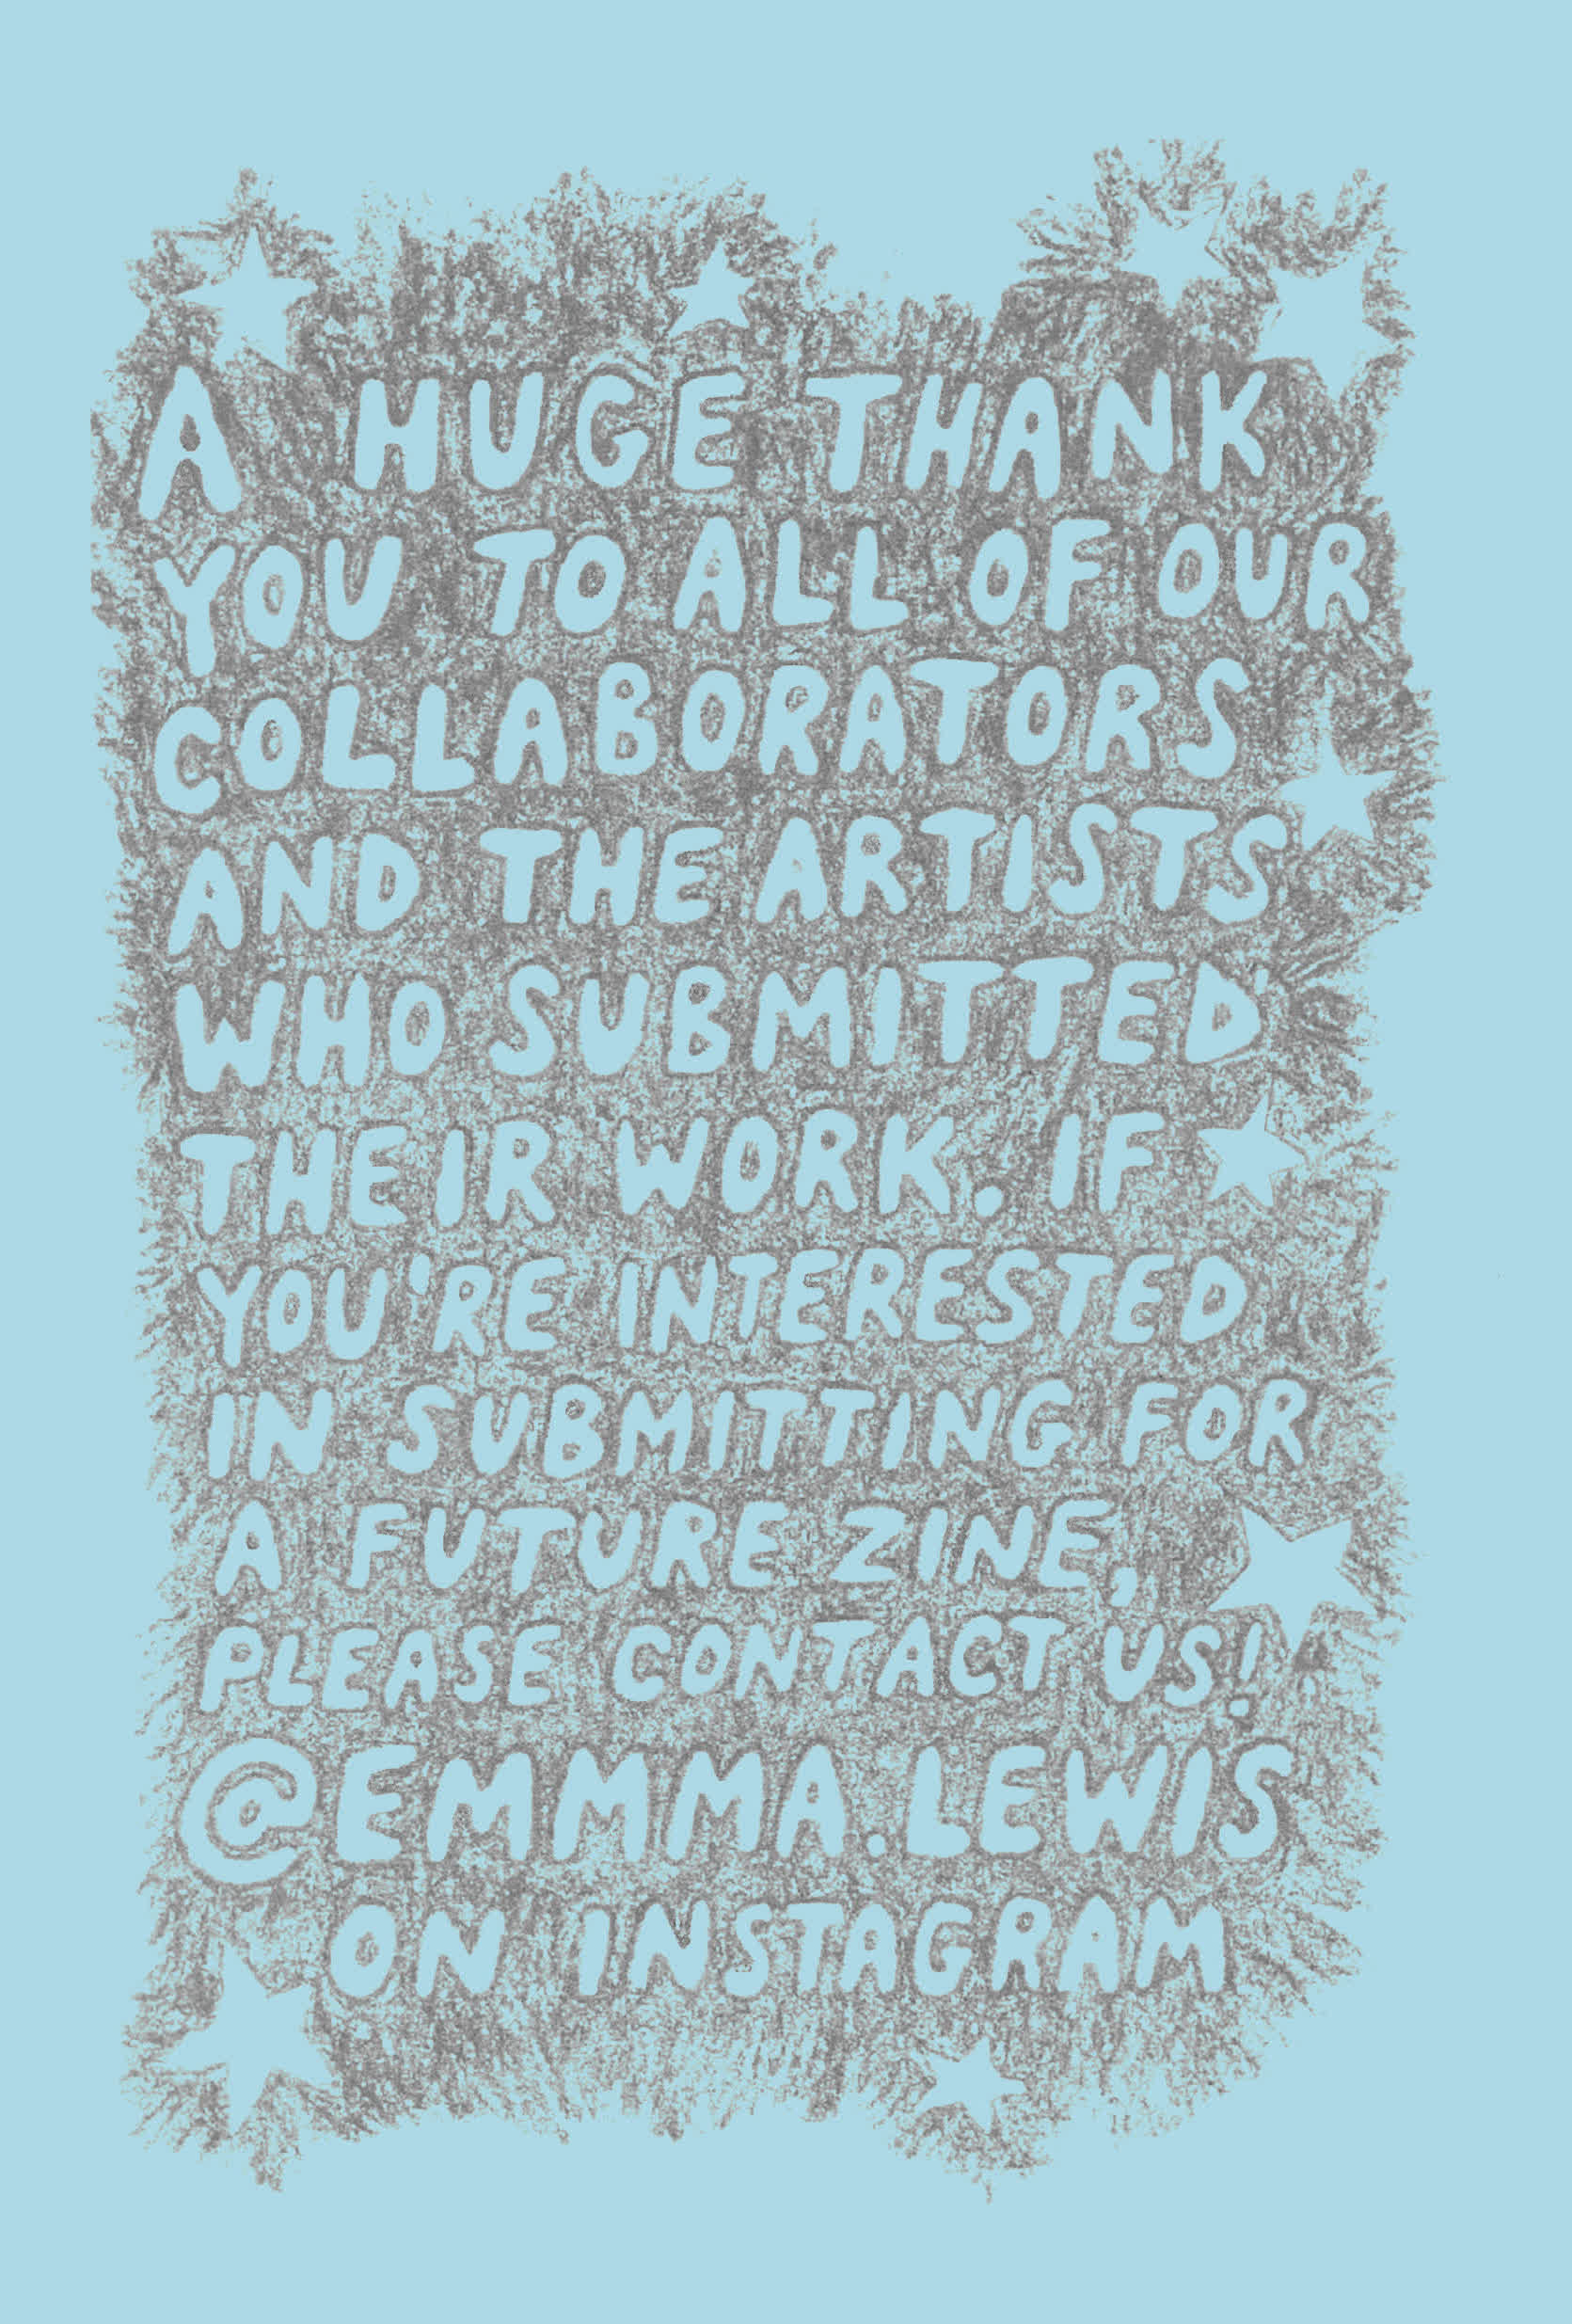 A HUGE THANK
YOU TO ALL OF OUR
COLLABORATORS
AND THE ARTISTS
WHO SUBMITTED
THEIR WORK. IF
YOU'RE INTERESTED
IN SUBMITTING FOR
A FUTURE ZINE,
PLEASE CONTACT US!
@EMMMA.LEWIS
ON INSTAGRAM